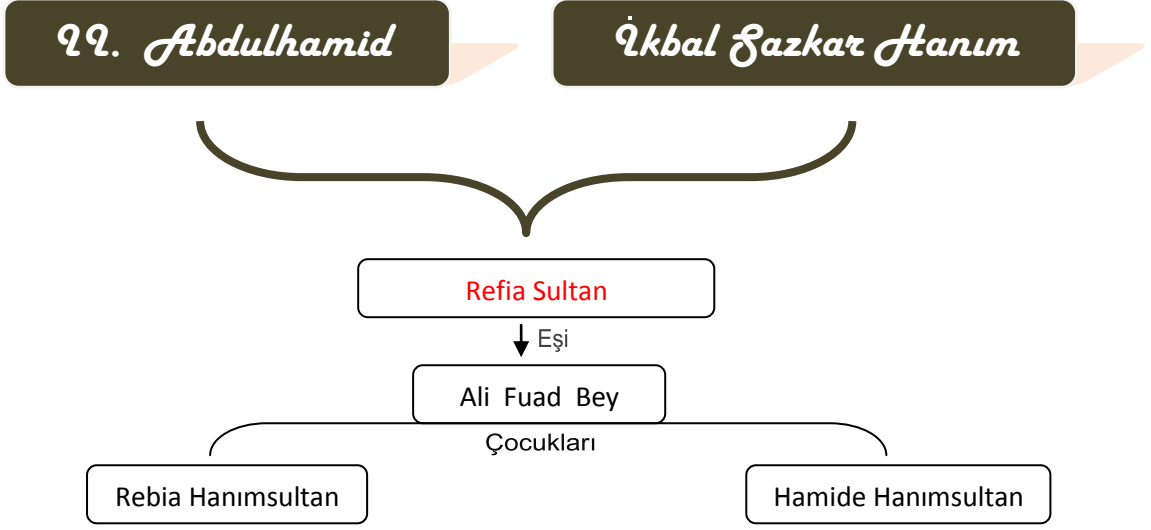 II. Abdulhamid
İkbal Sazkar Hanım
Refia Sultan
Eşi
Ali Fuad Bey
Çocukları
Rebia Hanımsultan
Hamide Hanımsultan